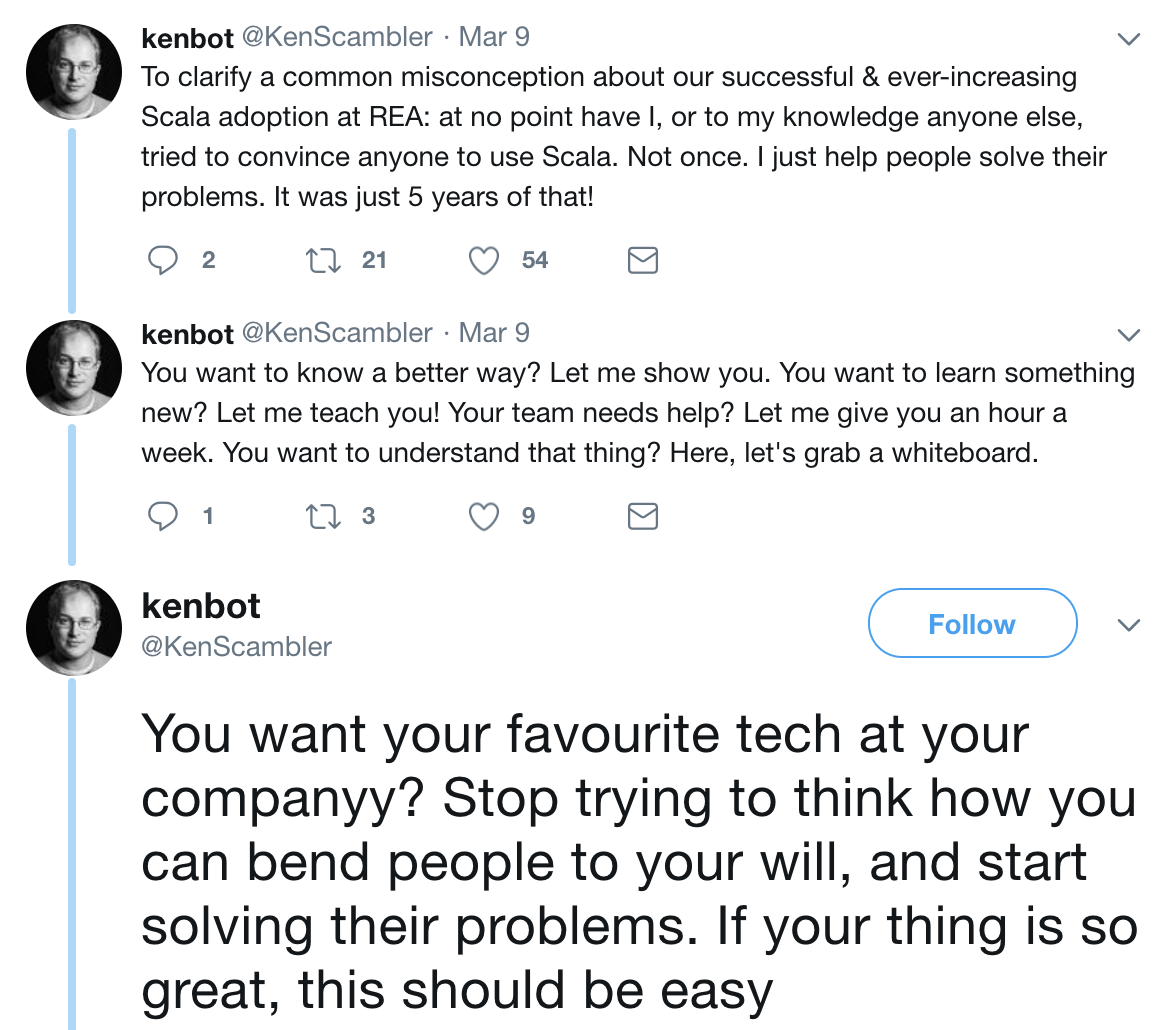 kenbot @KenScambler · Mar 9
To clarify a common misconception about our successful & ever-increasing
Scala adoption at REA: at no point have I, or to my knowledge anyone else,
tried to convince anyone to use Scala. Not once. I just help people solve their
problems. It was just 5 years of that!
2 21 54
kenbot @KenScambler · Mar 9
You want to know a better way? Let me show you. You want to learn something
new? Let me teach you! Your team needs help? Let me give you an hour a
week. You want to understand that thing? Here, let's grab a whiteboard.
1 3 9
kenbot
Follow
@KenScambler
You want your favourite tech at your
companyy? Stop trying to think how you
can bend people to your will, and start
solving their problems. If your thing is so
great, this should be easy